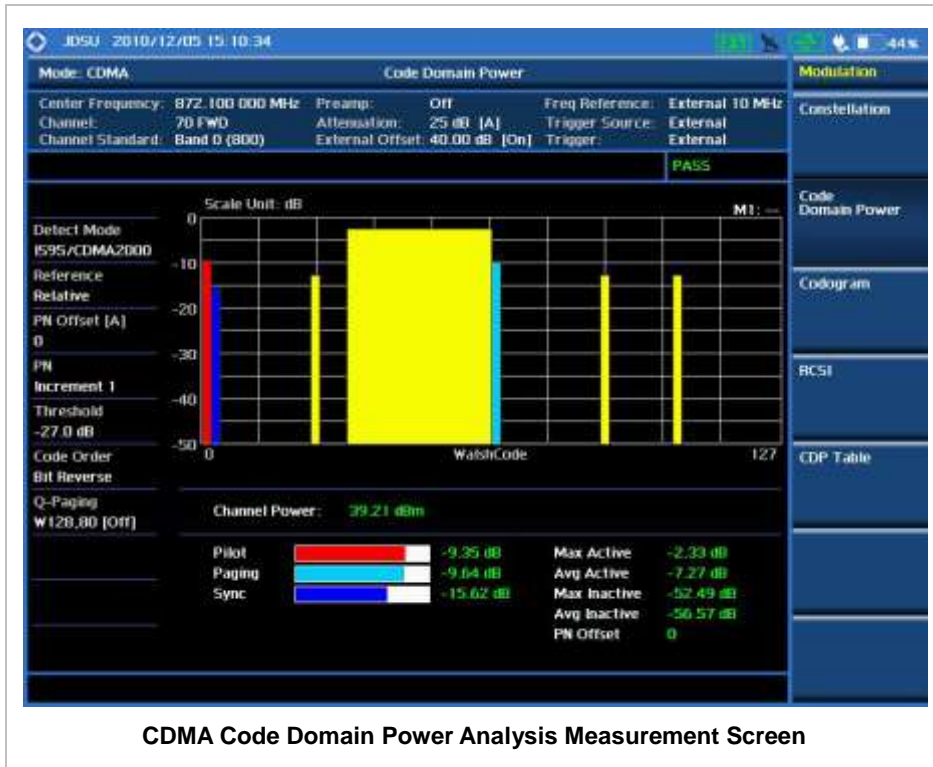 JDSU 2010/12/05 15:10:34
44%
Mode: CDMA
Code Domain Power
Modulation
Center Frequency: 872.100 000 MHz
Preamp: Off
Freq Reference: External 10 MHz
Channel: 70 FWD
Attenuation: 25 dB [A]
Trigger Source: External
Channel Standard: Band 0 (800)
External Offset: 40.00 dB [On]
Trigger: External
PASS
Constellation
Code
Domain Power
Codogram
RCSI
CDP Table
Detect Mode
IS95/CDMA2000
Reference
Relative
PN Offset [A]
0
PN
Increment 1
Threshold
-27.0 dB
Code Order
Bit Reverse
Q-Paging
W128,80 [Off]
Scale Unit: dB
M1: --
0
-10
-20
-30
-40
-50
0
WalshCode
127
Channel Power: 39.21 dBm
Pilot -9.35 dB
Paging -9.64 dB
Sync -15.62 dB
Max Active -2.33 dB
Avg Active -7.27 dB
Max Inactive -52.49 dB
Avg Inactive -56.57 dB
PN Offset 0
CDMA Code Domain Power Analysis Measurement Screen